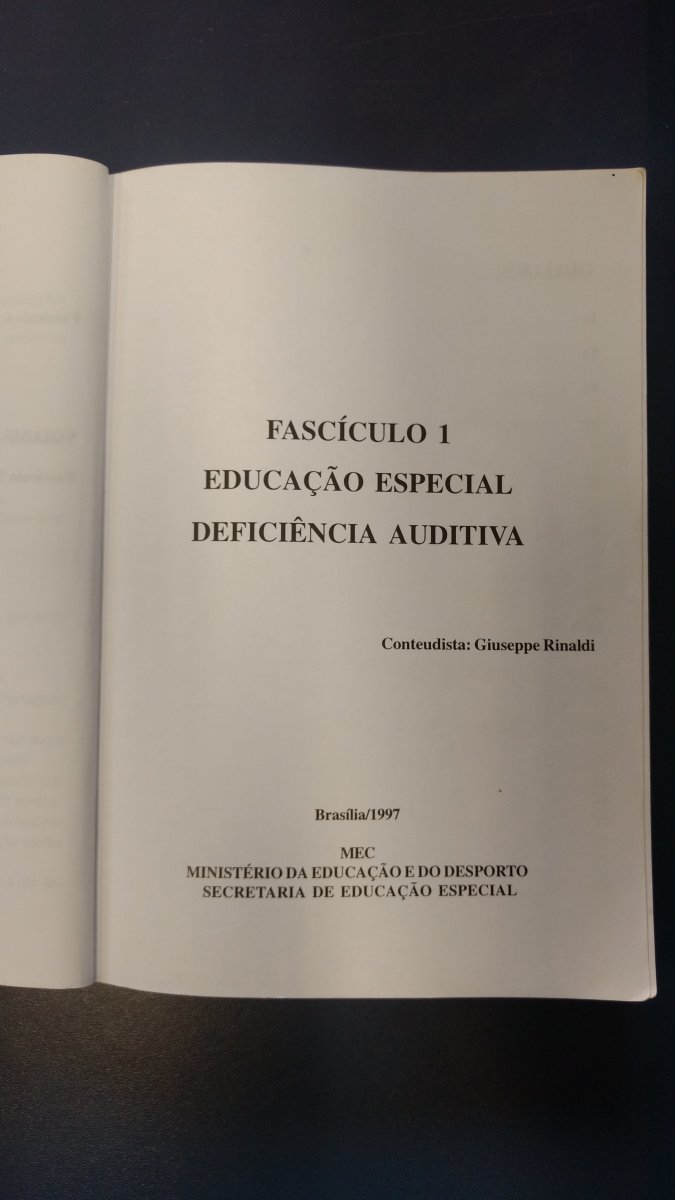 FASCÍCULO 1
EDUCAÇÃO ESPECIAL
DEFICIÊNCIA AUDITIVA
Conteudista: Giuseppe Rinaldi
Brasília/1997
MEC
MINISTÉRIO DA EDUCAÇÃO E DO DESPORTO
SECRETARIA DE EDUCAÇÃO ESPECIAL